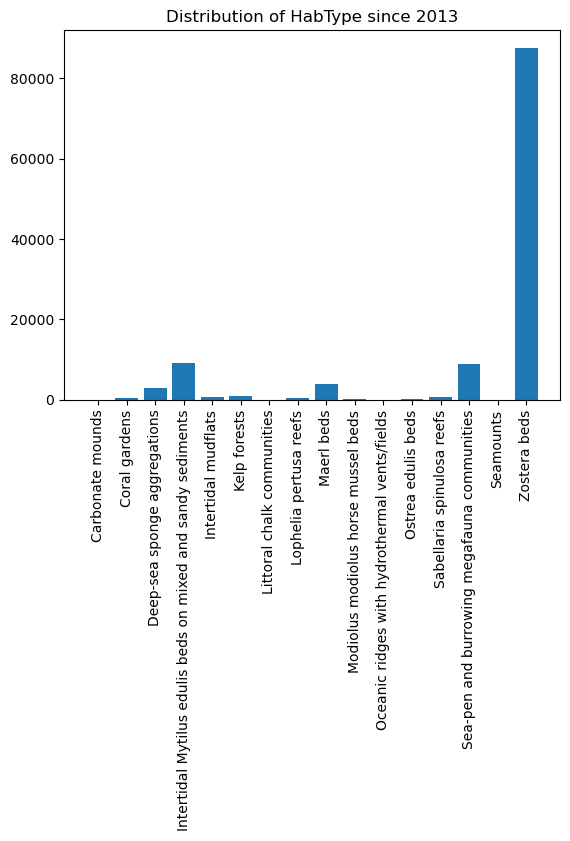 Distribution of HabType since 2013
80000
60000
40000
20000
0
Carbonate mounds
Coral gardens
Deep-sea sponge aggregations
Intertidal Mytilus edulis beds on mixed and sandy sediments
Intertidal mudflats
Kelp forests
Littoral chalk communities
Lophelia pertusa reefs
Maerl beds
Modiolus modiolus horse mussel beds
Oceanic ridges with hydrothermal vents/fields
Ostrea edulis beds
Sabellaria spinulosa reefs
Sea-pen and burrowing megafauna communities
Seamounts
Zostera beds